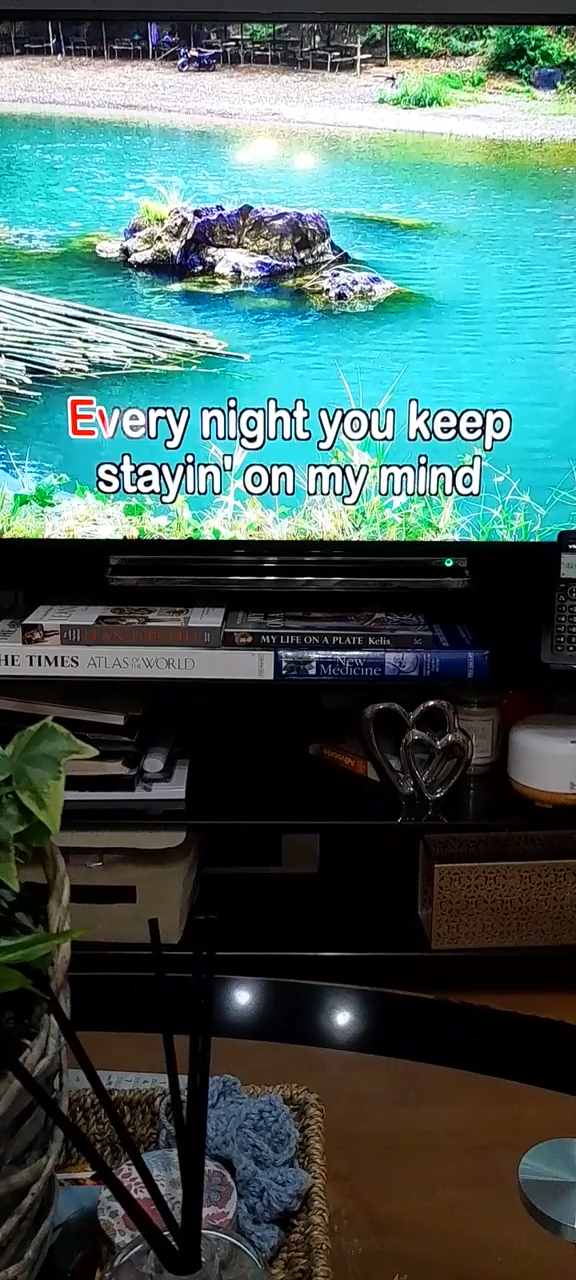 Every night you keep
stayin' on my mind
MY LIFE ON A PLATE Kelis
THE TIMES ATLAS OF THE WORLD
New Medicine
Advocate